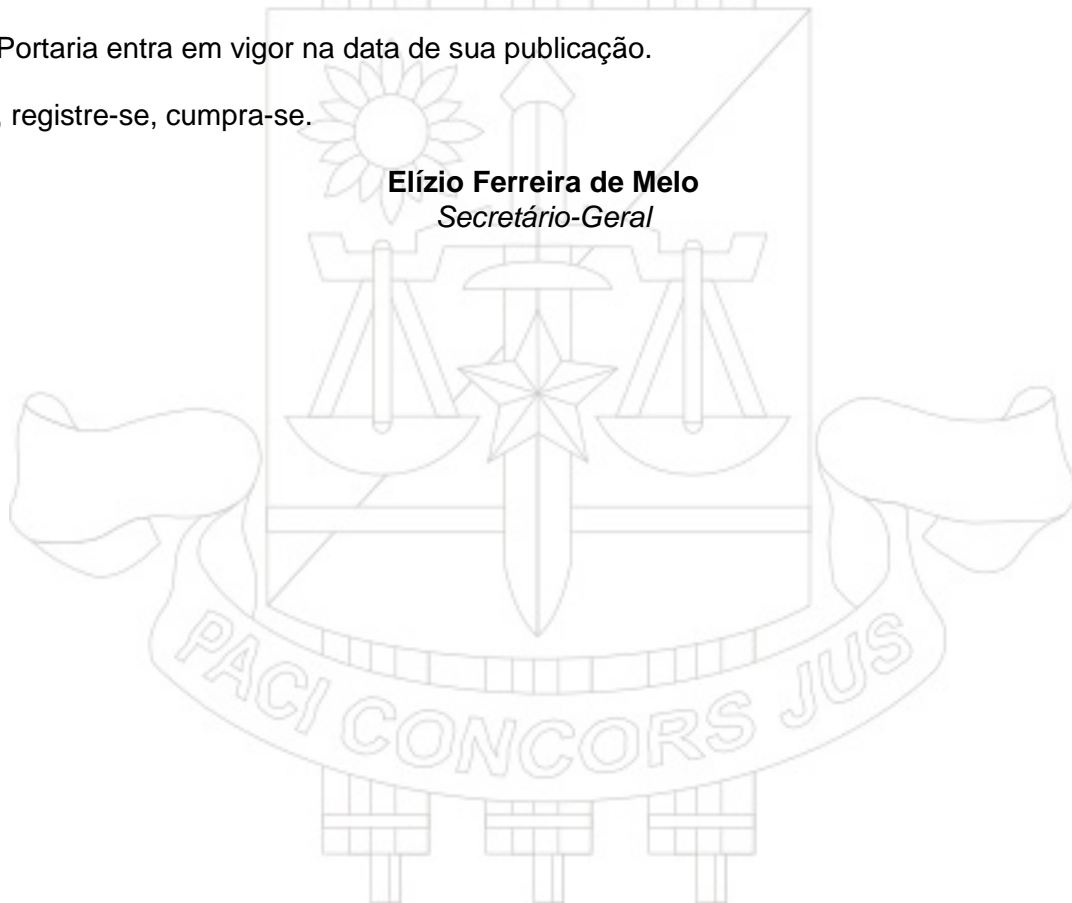 Portaria entra em vigor na data de sua publicação.
, registre-se, cumpra-se.
Elízio Ferreira de Melo
Secretário-Geral
PACI CONCORS JUS